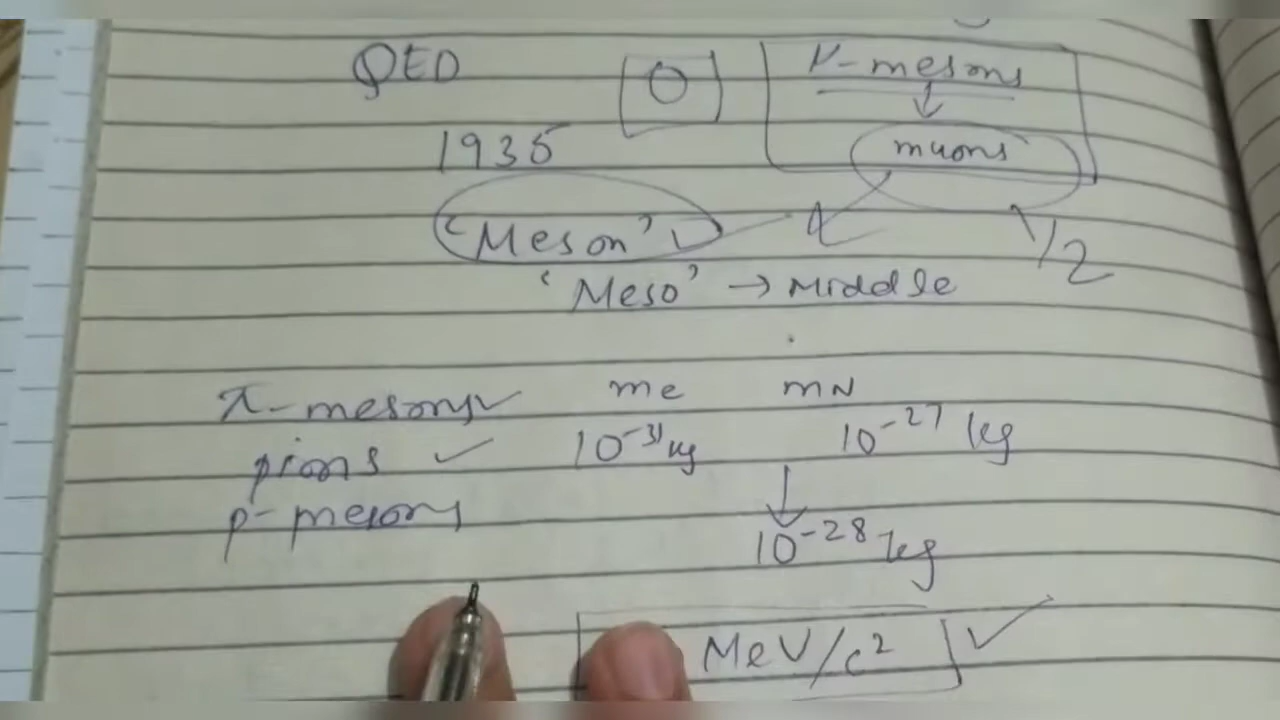 QED
0
μ-mesons
↓
muons
1935
'Meson'
1/2
'Meso' → Middle
π-mesons me mN
pions 10⁻³¹ kg 10⁻²⁷ kg
ρ-mesons
↓
10⁻²⁸ kg
MeV/c²